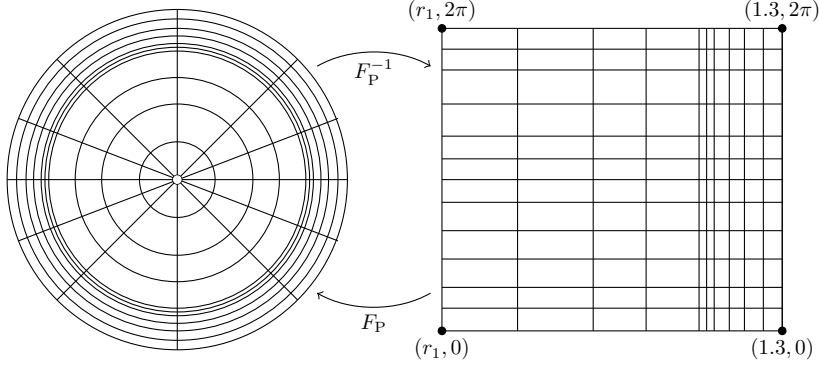 (r₁, 2π)
(1.3, 2π)
F_P^{-1}
F_P
(r₁, 0)
(1.3, 0)